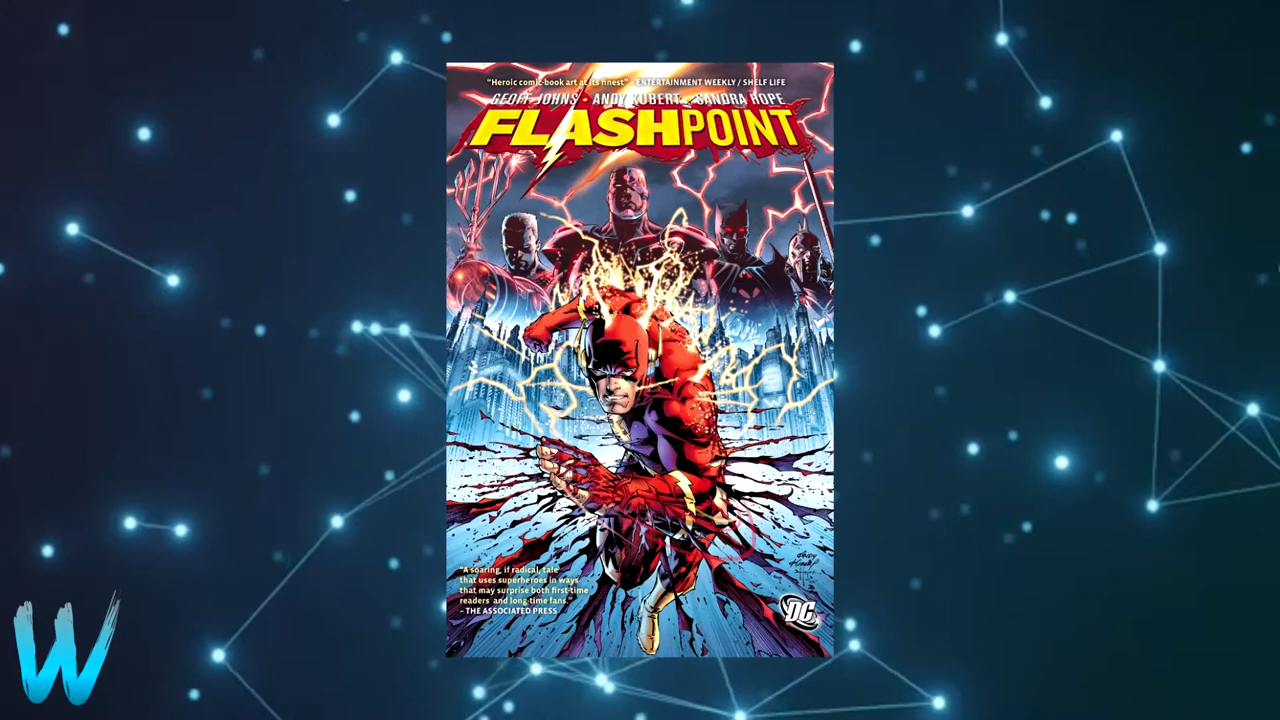 "Heroic comic-book art at its finest" - ENTERTAINMENT WEEKLY / SHELF LIFE
GEOFF JOHNS • ANDY KUBERT • SANDRA HOPE
FLASHPOINT
"A soaring, if radical, tale
that uses superheroes in ways
that may surprise both first-time
readers and long-time fans."
– THE ASSOCIATED PRESS
ANDY
KUBERT
DC
W